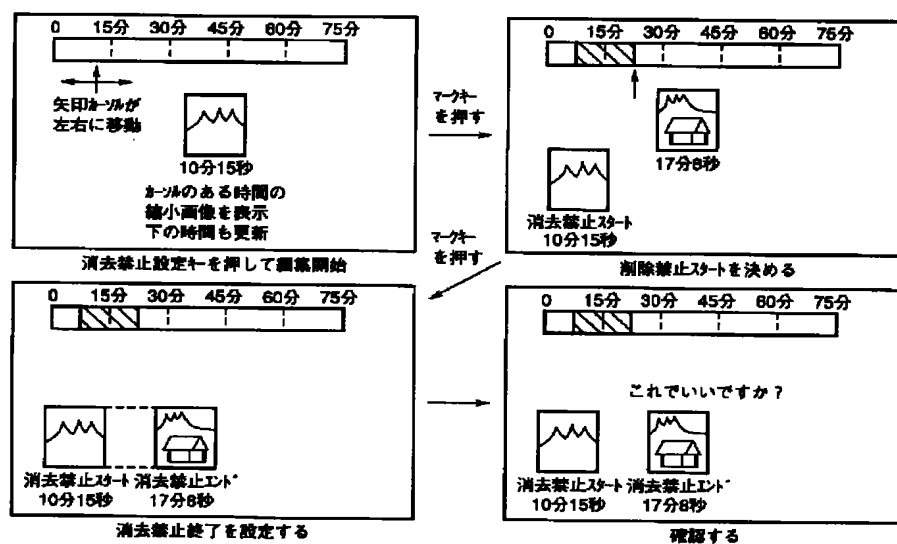 0 15分 30分 45分 60分 75分
矢印カーソルが
左右に移動
10分15秒
カーソルのある時間の
縮小画像を表示
下の時間も更新
消去禁止設定キーを押して編集開始
マークキー
を押す
0 15分 30分 45分 60分 75分
17分8秒
消去禁止スタート
10分15秒
削除禁止スタートを決める
マークキー
を押す
0 15分 30分 45分 60分 75分
消去禁止スタート 消去禁止エンド
10分15秒 17分8秒
消去禁止終了を設定する
0 15分 30分 45分 60分 75分
これでいいですか？
消去禁止スタート 消去禁止エンド
10分15秒 17分8秒
確認する